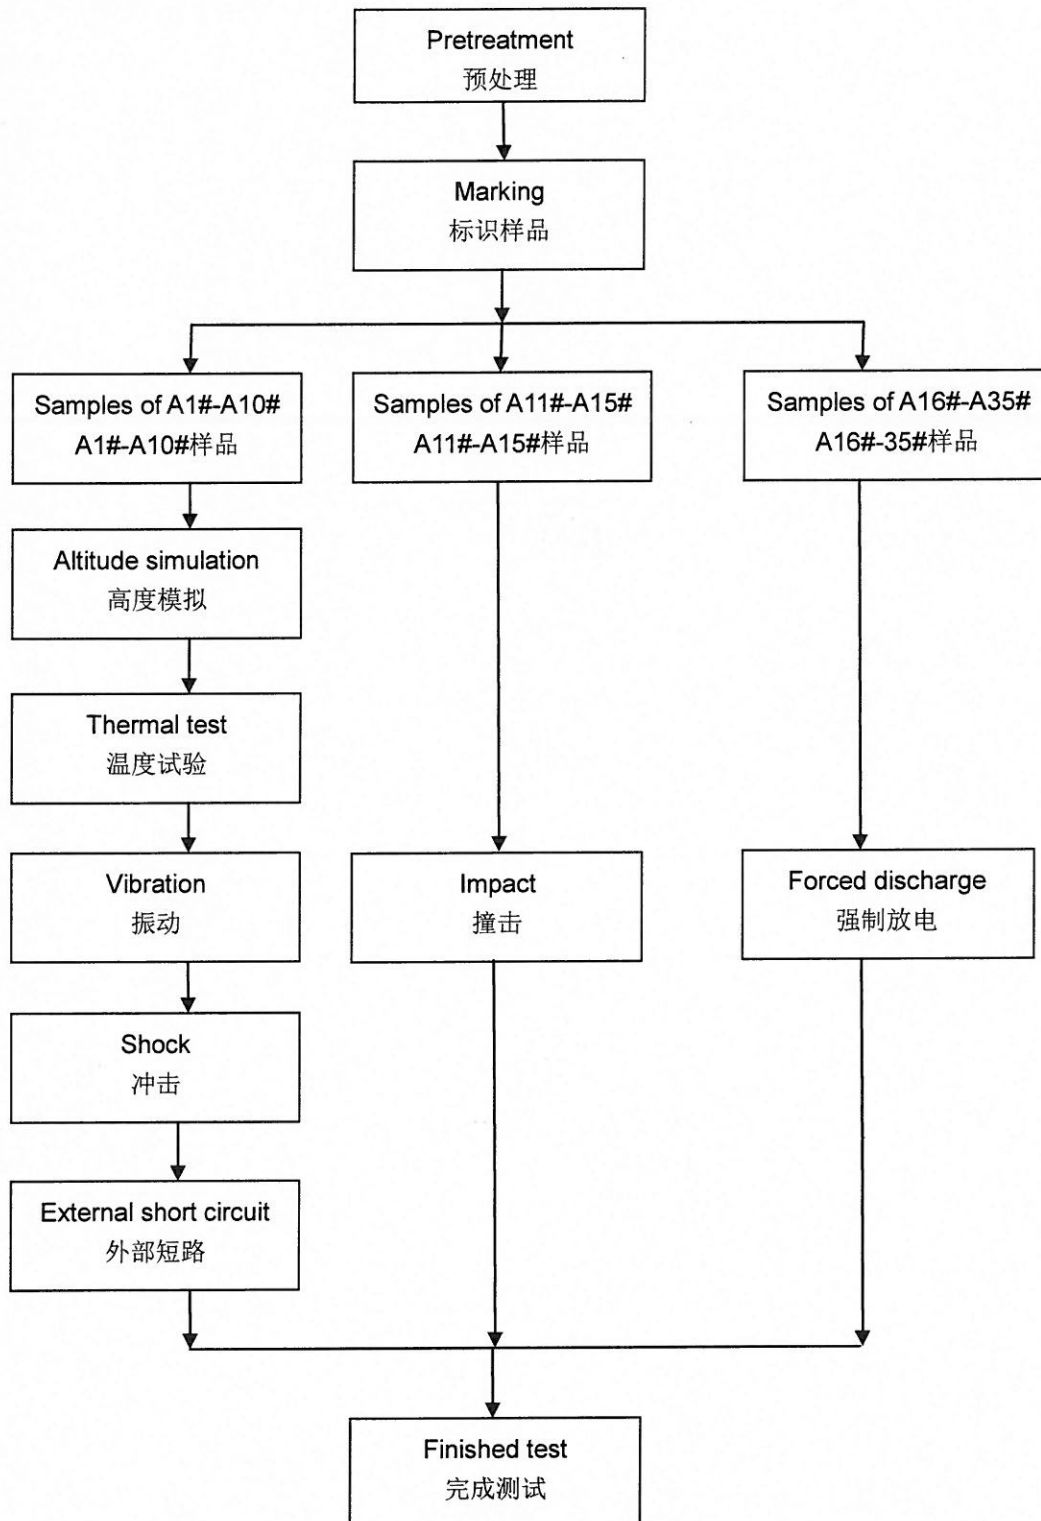 Pretreatment
预处理
Marking
标识样品
Samples of A1#-A10#
A1#-A10#样品
Samples of A11#-A15#
A11#-A15#样品
Samples of A16#-A35#
A16#-35#样品
Altitude simulation
高度模拟
Thermal test
温度试验
Vibration
振动
Impact
撞击
Forced discharge
强制放电
Shock
冲击
External short circuit
外部短路
Finished test
完成测试